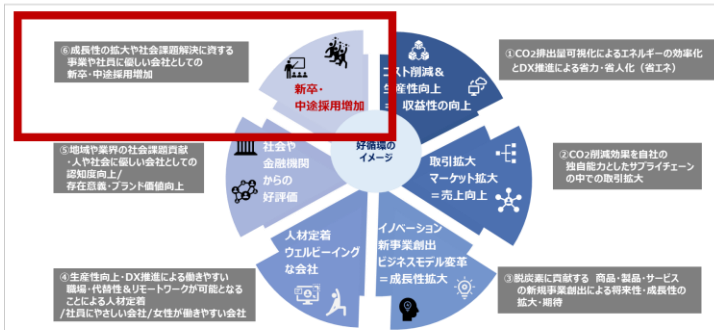 ⑥成長性の拡大や社会課題解決に資する
事業や社員に優しい会社としての
新卒・中途採用増加
新卒・
中途採用増加
コスト削減＆
生産性向上
＝ 収益性の向上
①CO2排出量可視化によるエネルギーの効率化
とDX推進による省力・省人化（省エネ）
好循環の
イメージ
⑤地域や業界の社会課題貢献
・人や社会に優しい会社としての
認知度向上/
存在意義・ブランド価値向上
社会や
金融機関
からの
好評価
取引拡大
マーケット拡大
＝売上向上
②CO2削減効果を自社の
独自能力としたサプライチェーン
の中での取引拡大
④生産性向上・DX推進による働きやすい
職場・代替性＆リモートワークが可能となる
ことによる人材定着
/社員にやさしい会社/女性が働きやすい会社
人材定着
ウェルビーイング
な会社
イノベーション
新事業創出
ビジネスモデル変革
＝成長性拡大
③脱炭素に貢献する 商品・製品・サービス
の新規事業創出による将来性・成長性の
拡大・期待